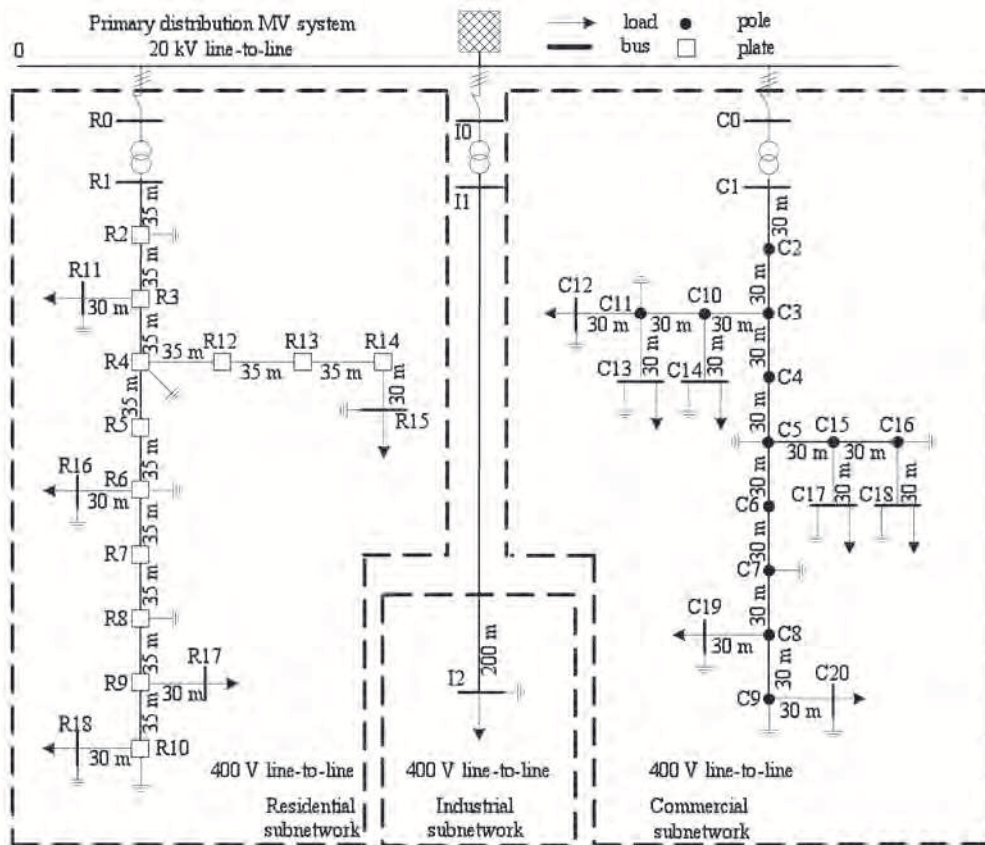 Primary distribution MV system
20 kV line-to-line
0
load
pole
bus
plate
R0
R1
35 m
R2
35 m
R11
30 m
R3
35 m
R4
35 m
R12
35 m
R13
35 m
R14
30 m
R15
35 m
R5
35 m
R16
30 m
R6
35 m
R7
35 m
R8
35 m
R17
R9
30 m
35 m
R18
30 m
R10
400 V line-to-line
Residential
subnetwork
I0
I1
200 m
I2
400 V line-to-line
Industrial
subnetwork
C0
C1
30 m
C2
30 m
C12
C11
C10
C3
30 m
30 m
30 m
30 m
30 m
30 m
C13
C14
C4
30 m
C5
C15
C16
30 m
30 m
30 m
30 m
30 m
C6
C17
C18
30 m
C7
30 m
C19
C8
30 m
30 m
C20
C9
30 m
400 V line-to-line
Commercial
subnetwork